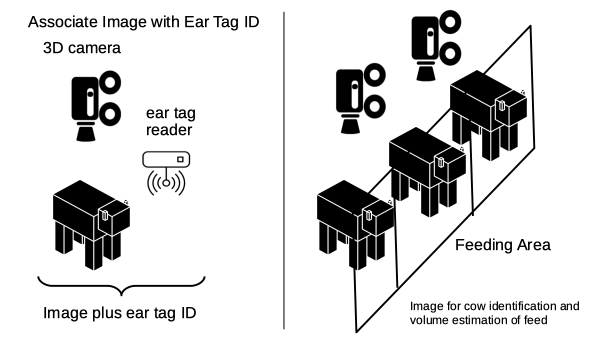 Associate Image with Ear Tag ID
3D camera
ear tag
reader
Image plus ear tag ID
Feeding Area
Image for cow identification and
volume estimation of feed